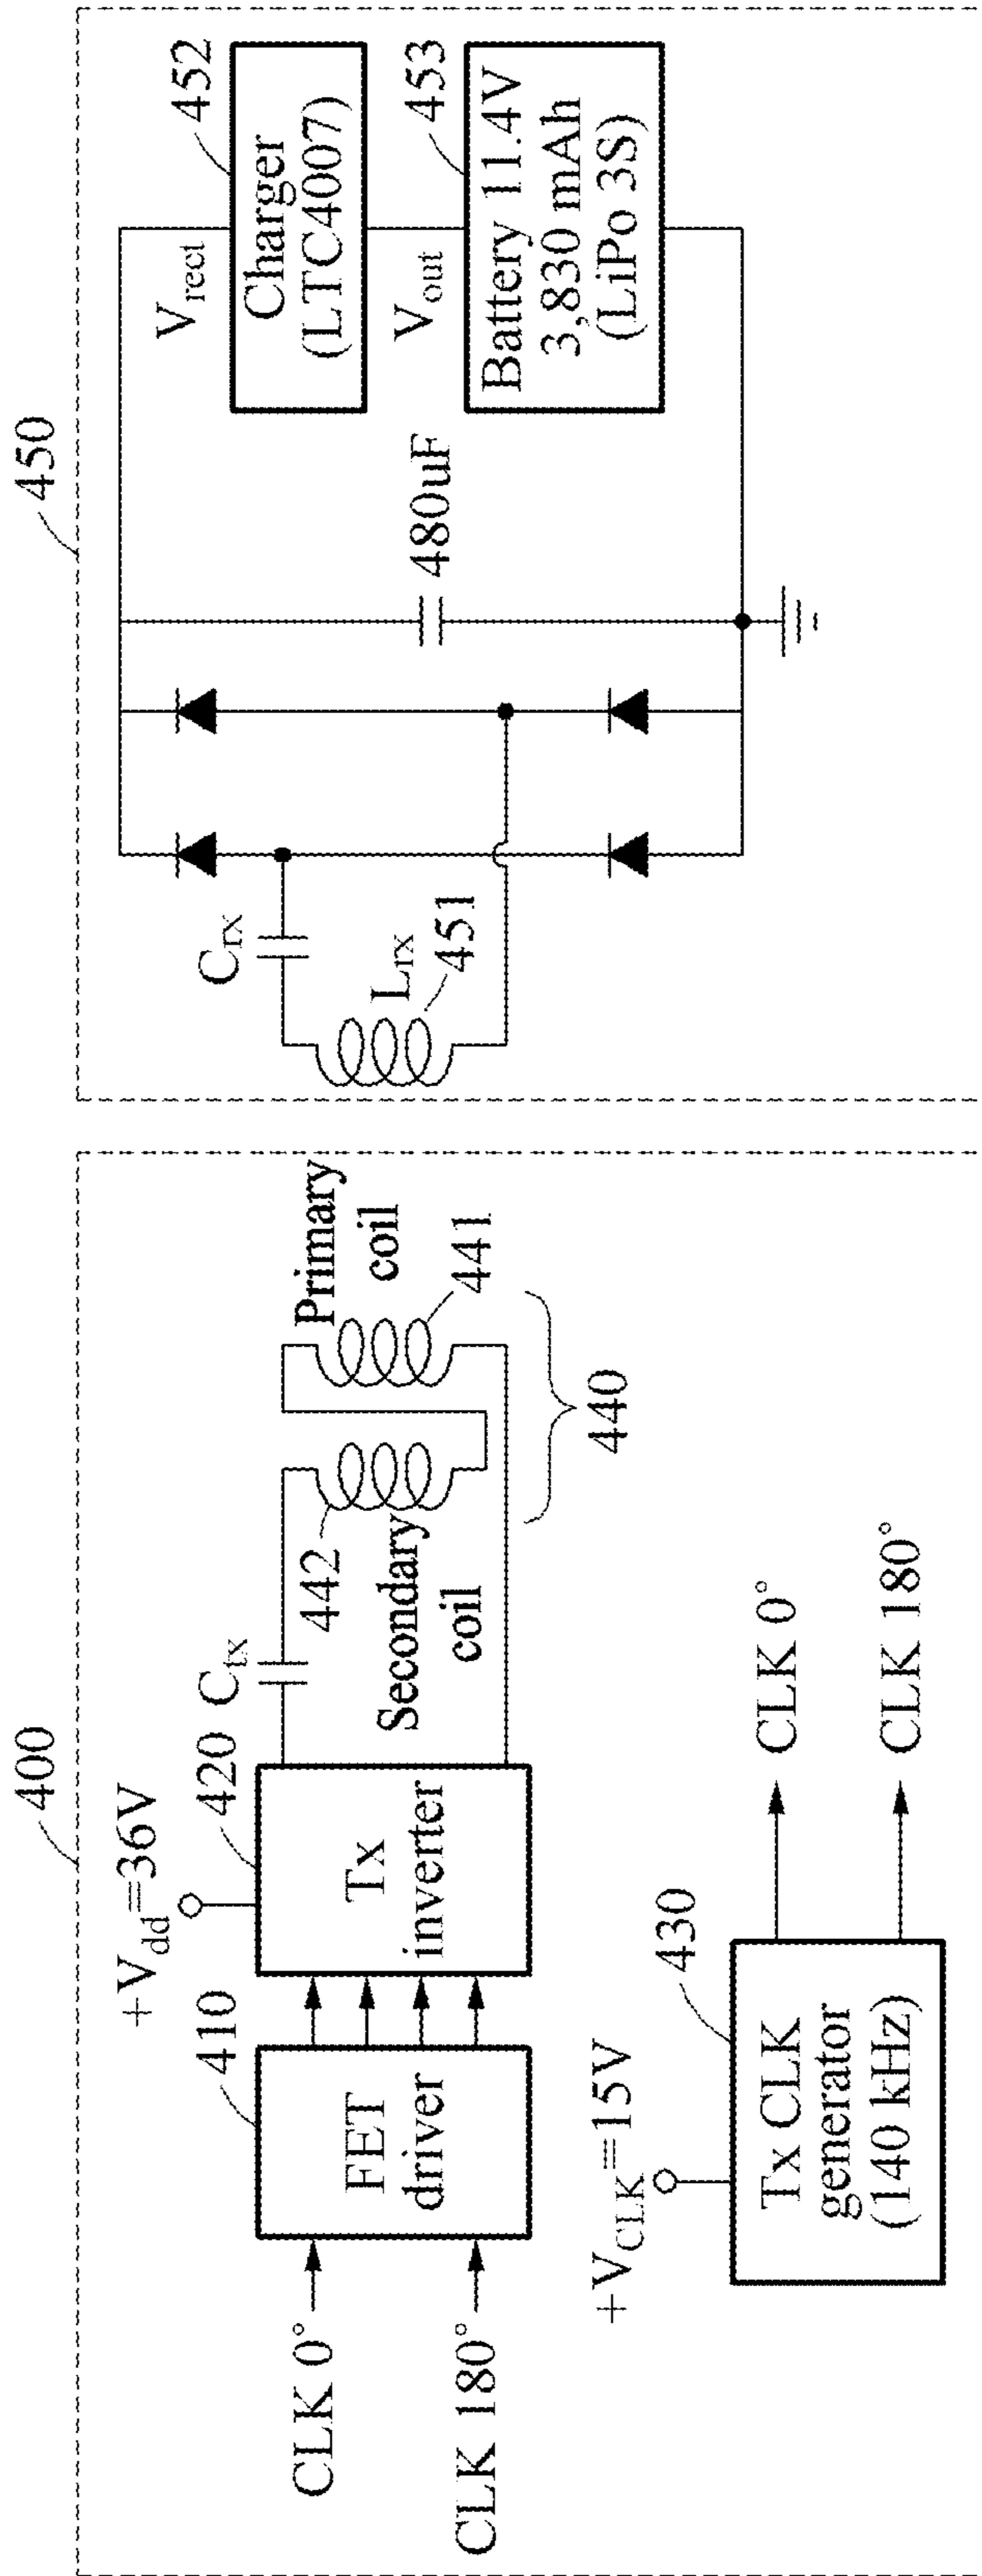 400
+V_dd=36V
410
420
C_tx
CLK 0°
CLK 180°
FET
driver
Tx
inverter
442
Secondary
coil
Primary
coil
441
440
+V_CLK=15V
430
Tx CLK
generator
(140 kHz)
CLK 0°
CLK 180°
450
C_rx
L_rx
451
480uF
V_rect
452
Charger
(LTC4007)
V_out
453
Battery 11.4V
3,830 mAh
(LiPo 3S)